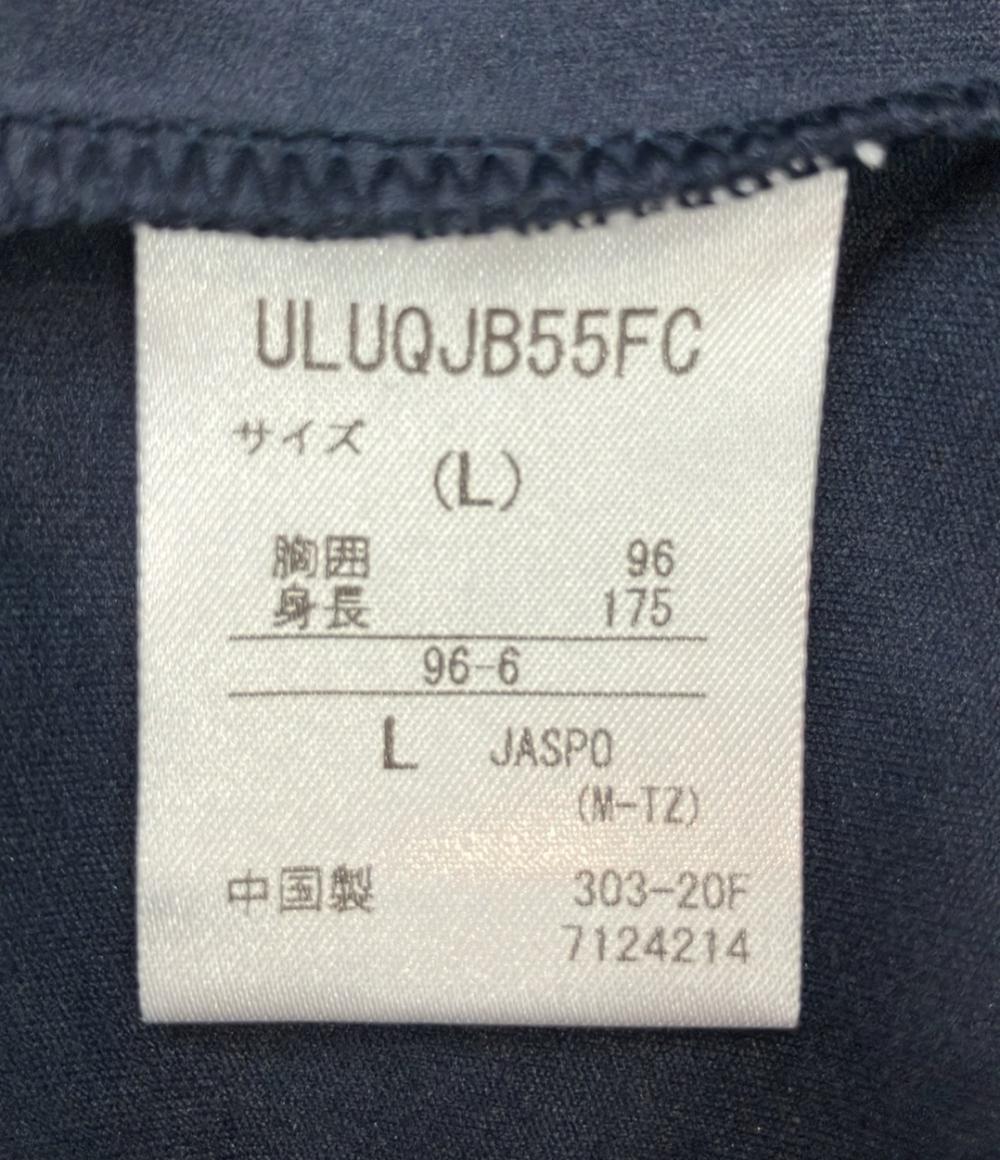 ULUQJB55FC
サイズ
(L)
胸囲 96
身長 175
96-6
L JASPO
(M-TZ)
中国製 303-20F
7124214